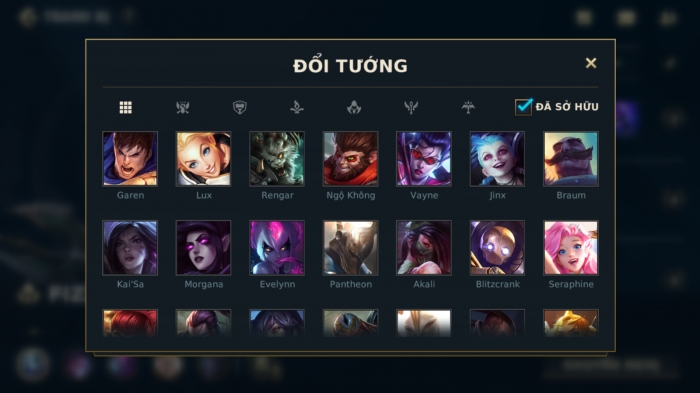 ĐỔI TƯỚNG
ĐÃ SỞ HỮU
Garen Lux Rengar Ngộ Không Vayne Jinx Braum
Kai'Sa Morgana Evelynn Pantheon Akali Blitzcrank Seraphine